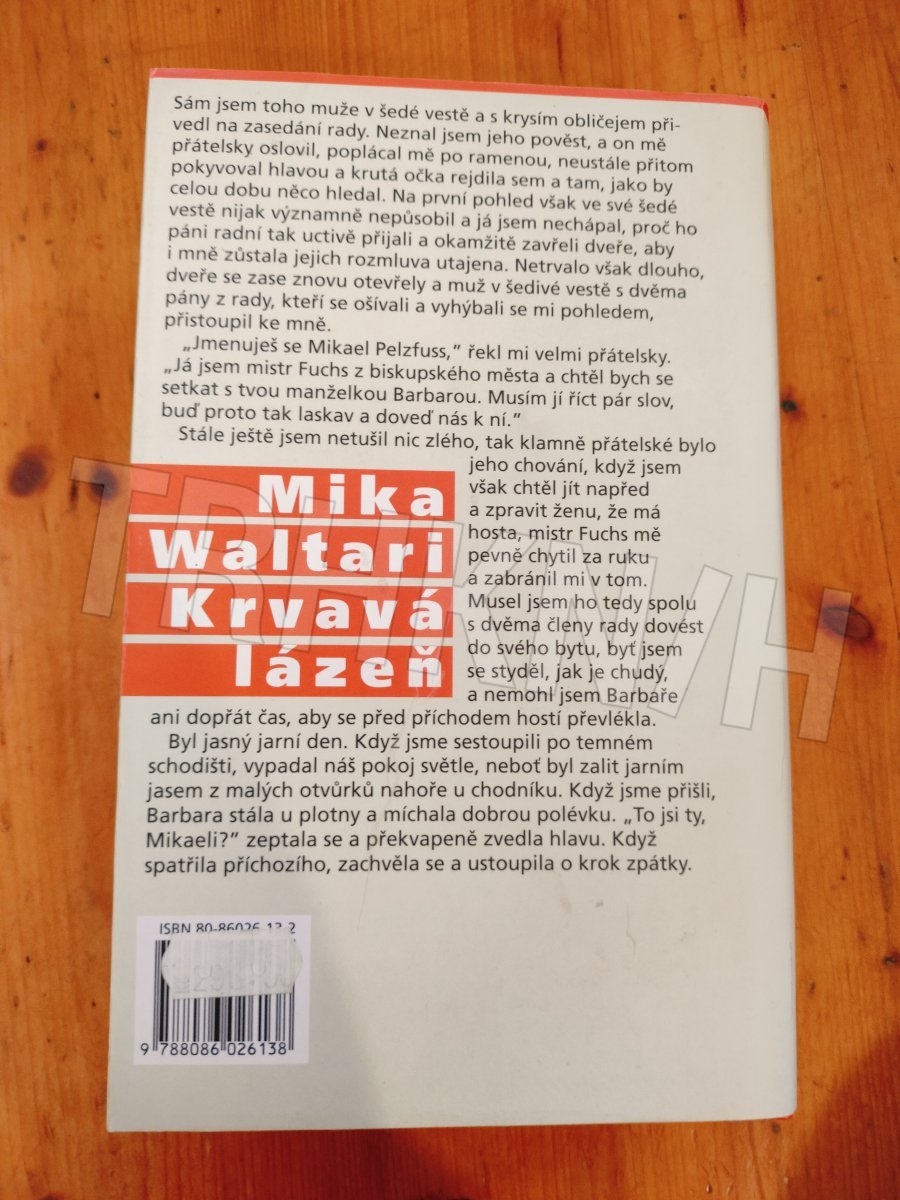 Sám jsem toho muže v šedé vestě a s krysím obličejem při-
vedl na zasedání rady. Neznal jsem jeho pověst, a on mě
přátelsky oslovil, poplácal mě po ramenou, neustále přitom
pokyvoval hlavou a krutá očka rejdila sem a tam, jako by
celou dobu něco hledal. Na první pohled však ve své šedé
vestě nijak významně nepůsobil a já jsem nechápal, proč ho
páni radní tak uctivě přijali a okamžitě zavřeli dveře, aby
i mně zůstala jejich rozmluva utajena. Netrvalo však dlouho,
dveře se zase znovu otevřely a muž v šedivé vestě s dvěma
pány z rady, kteří se ošívali a vyhýbali se mi pohledem,
přistoupil ke mně.
„Jmenuješ se Mikael Pelzfuss,” řekl mi velmi přátelsky.
„Já jsem mistr Fuchs z biskupského města a chtěl bych se
setkat s tvou manželkou Barbarou. Musím jí říct pár slov,
buď proto tak laskav a doveď nás k ní.”
Stále ještě jsem netušil nic zlého, tak klamně přátelské bylo
jeho chování, když jsem
však chtěl jít napřed
a zpravit ženu, že má
hosta, mistr Fuchs mě
pevně chytil za ruku
a zabránil mi v tom.
Musel jsem ho tedy spolu
s dvěma členy rady dovést
do svého bytu, byť jsem
se styděl, jak je chudý,
a nemohl jsem Barbaře
ani dopřát čas, aby se před příchodem hostí převlékla.
Byl jasný jarní den. Když jsme sestoupili po temném
schodišti, vypadal náš pokoj světle, neboť byl zalit jarním
jasem z malých otvůrků nahoře u chodníku. Když jsme přišli,
Barbara stála u plotny a míchala dobrou polévku. „To jsi ty,
Mikaeli?” zeptala se a překvapeně zvedla hlavu. Když
spatřila příchozího, zachvěla se a ustoupila o krok zpátky.
Mika
Waltari
Krvavá
lázeň
ISBN 80-86026-13-2
9 788086 026138
TRHKNIH